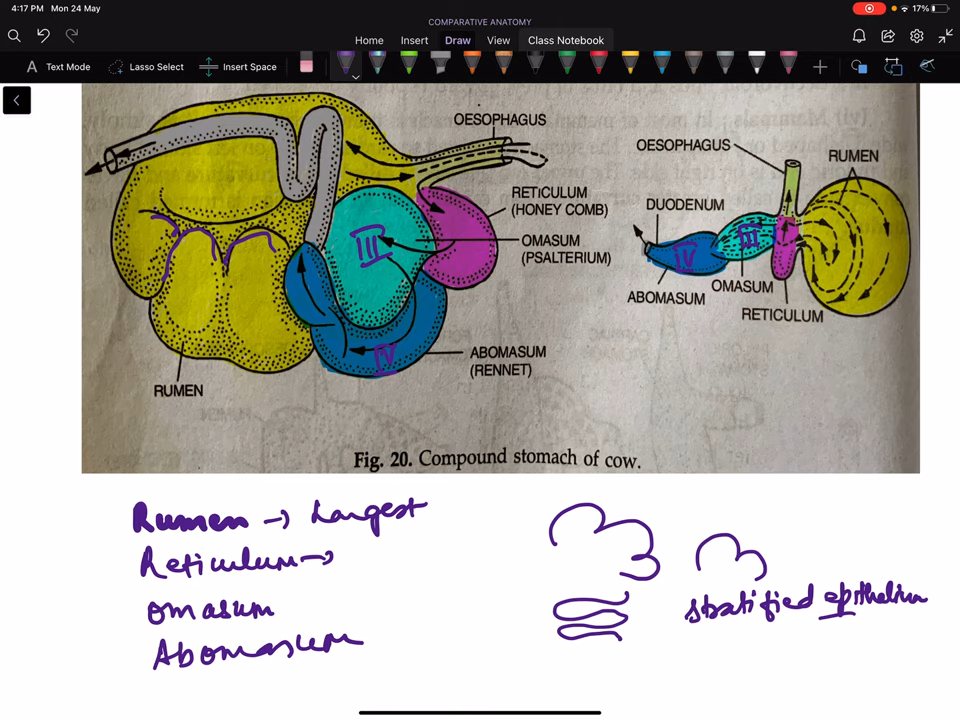 4:17 PM Mon 24 May
17%
COMPARATIVE ANATOMY
Home Insert Draw View Class Notebook
Text Mode Lasso Select Insert Space
OESOPHAGUS
RETICULUM
(HONEY COMB)
OMASUM
(PSALTERIUM)
ABOMASUM
(RENNET)
RUMEN
III
IV
OESOPHAGUS
RUMEN
DUODENUM
ABOMASUM
OMASUM
RETICULUM
IV
III
Fig. 20. Compound stomach of cow.
Rumen → Largest
Reticulum →
omasum
Abomasum
stratified epithelium